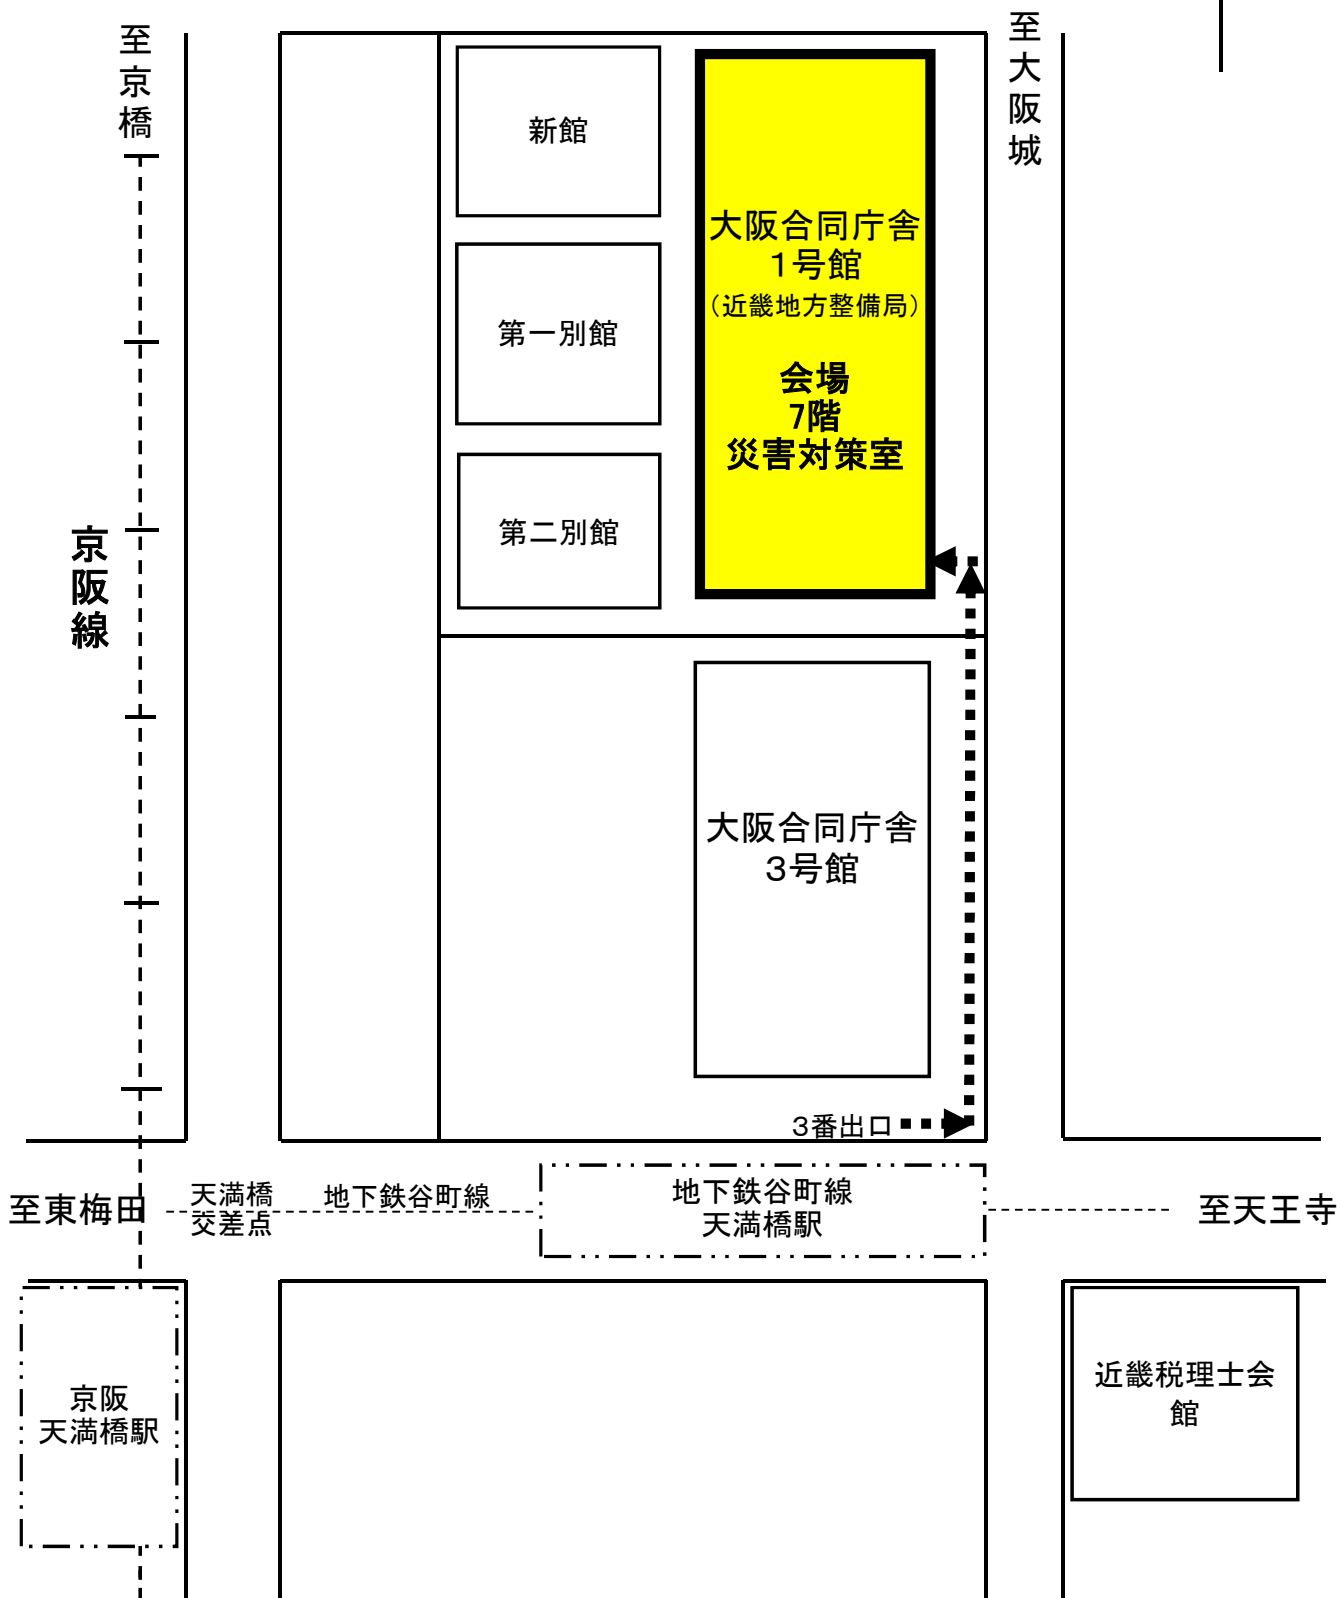 至京橋
至大阪城
新館
大阪合同庁舎
1号館
(近畿地方整備局)
会場
7階
災害対策室
第一別館
第二別館
京阪線
大阪合同庁舎
3号館
3番出口
至東梅田
天満橋
交差点
地下鉄谷町線
地下鉄谷町線
天満橋駅
至天王寺
京阪
天満橋駅
近畿税理士会
館